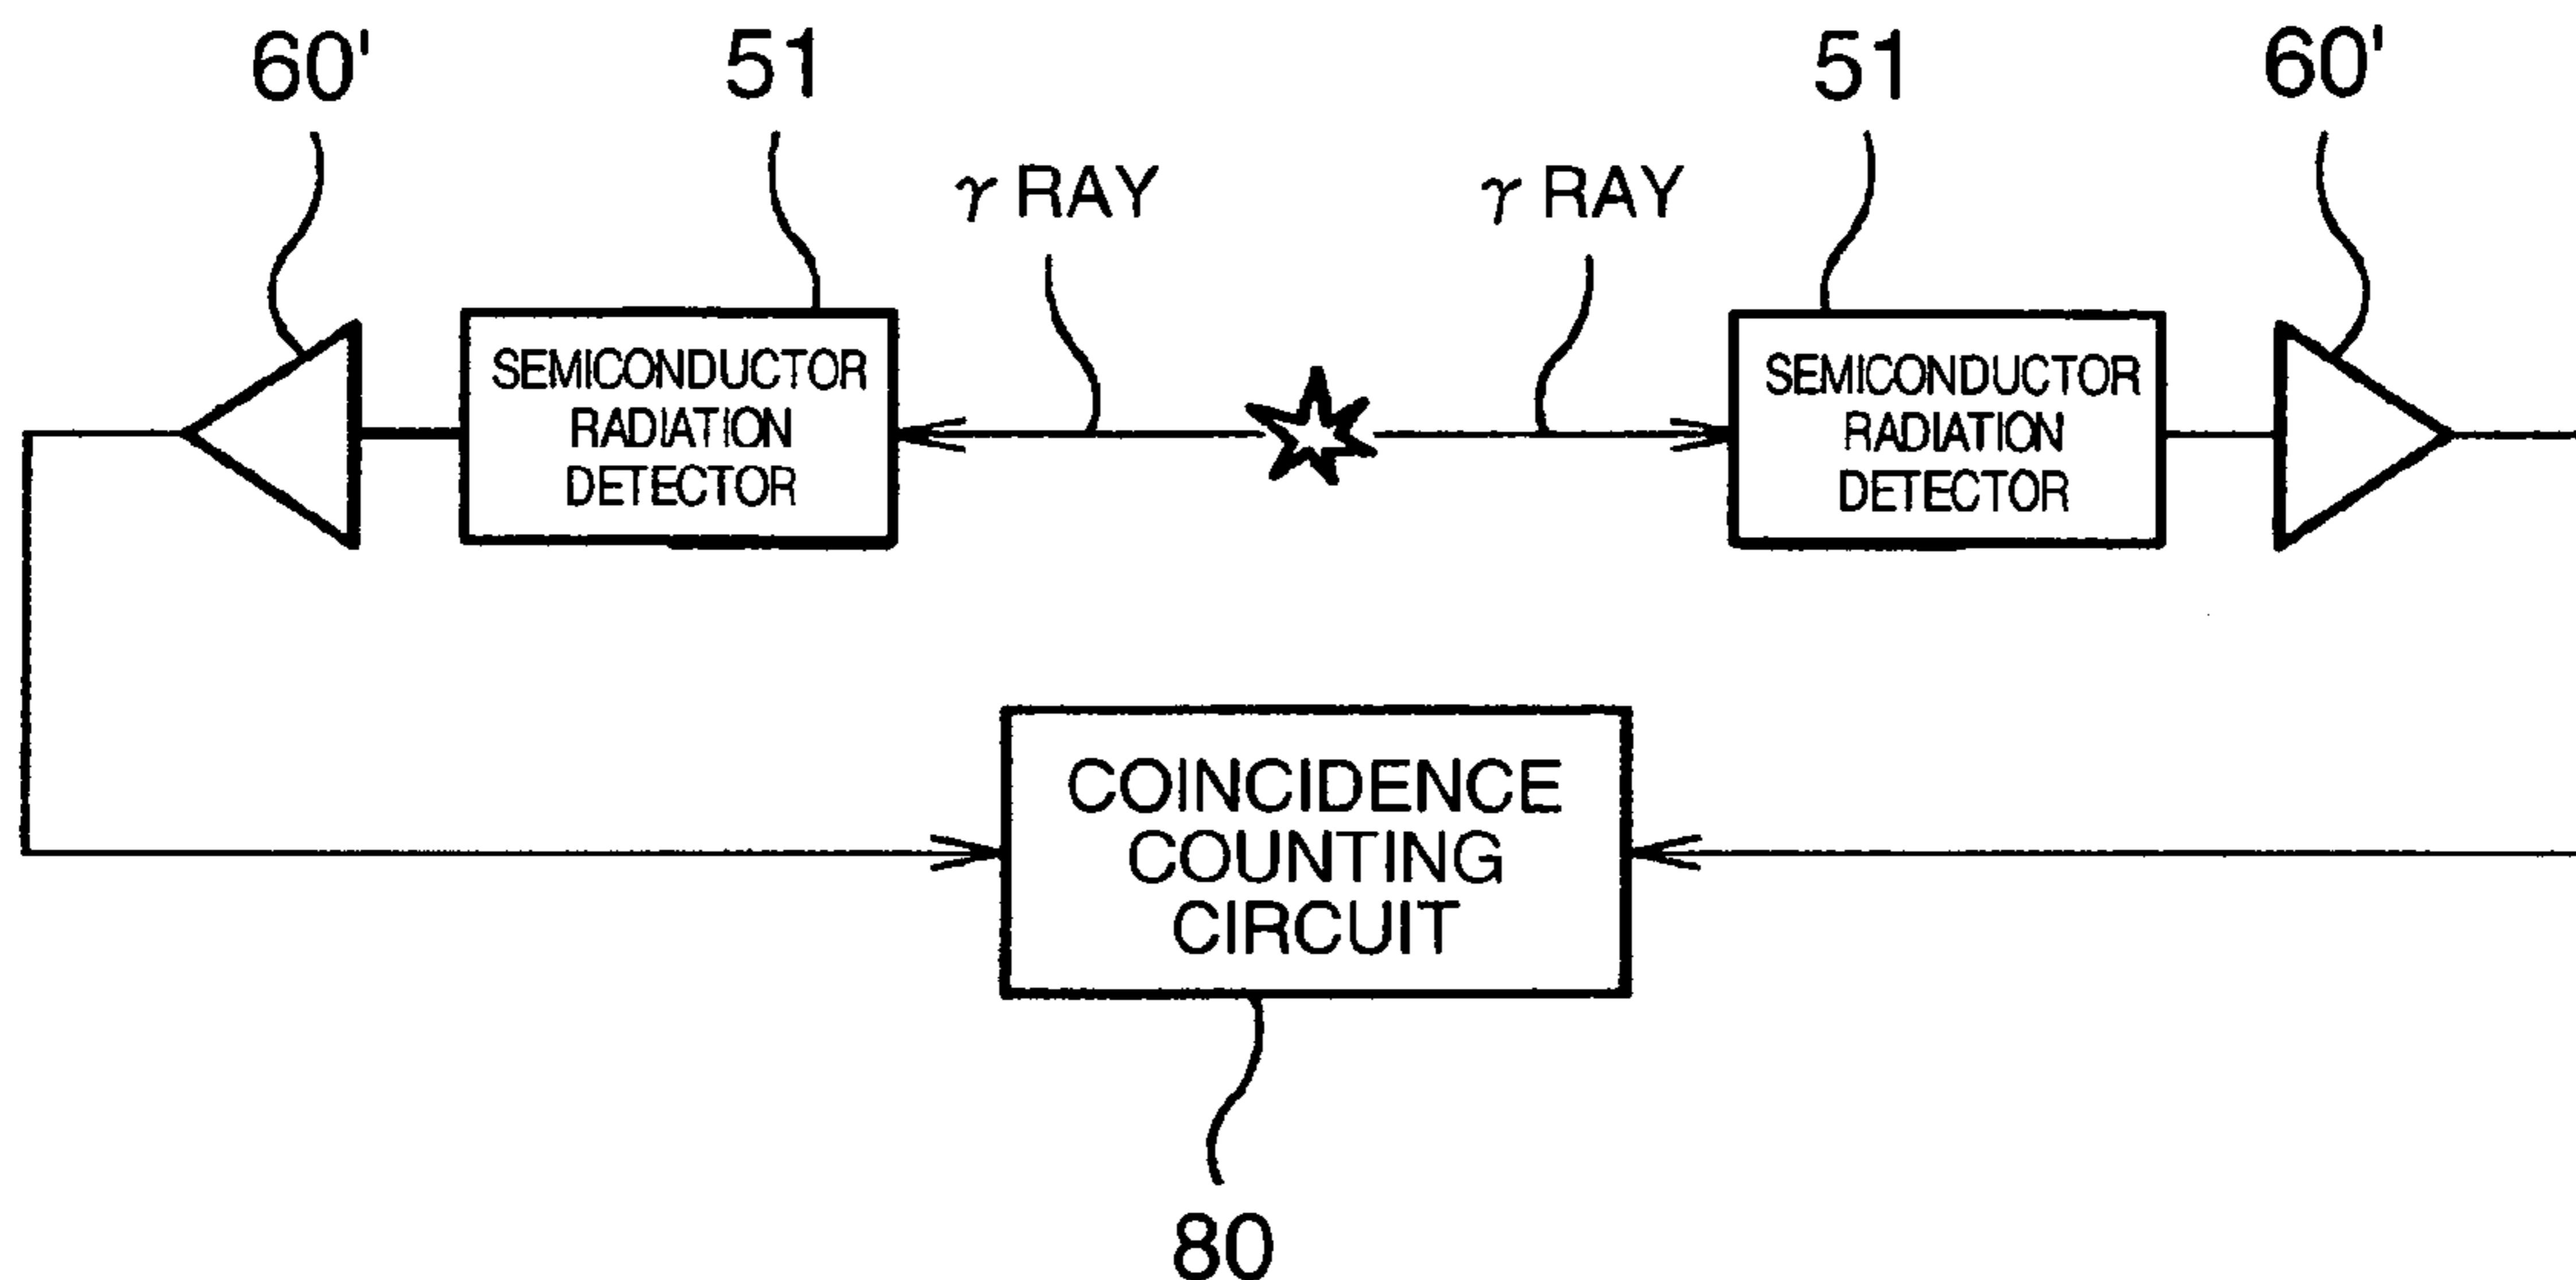 60' 51 51 60'
γ RAY γ RAY
SEMICONDUCTOR
RADIATION
DETECTOR
SEMICONDUCTOR
RADIATION
DETECTOR
COINCIDENCE
COUNTING
CIRCUIT
80